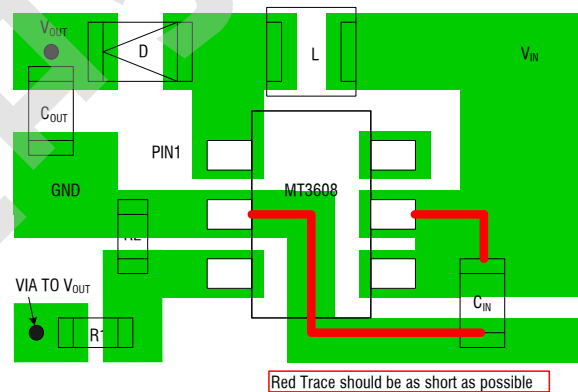 VOUT
D
L
VIN
COUT
PIN1
GND
MT3608
R2
VIA TO VOUT
R1
CIN
Red Trace should be as short as possible